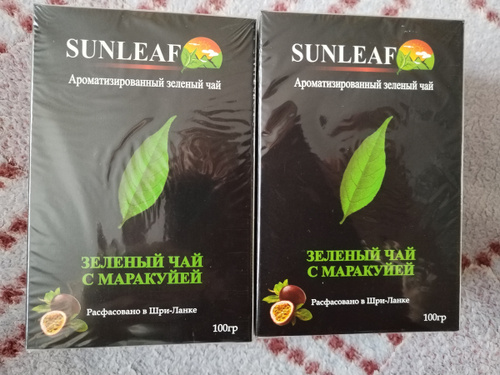 SUNLEAF
Ароматизированный зеленый чай
ЗЕЛЕНЫЙ ЧАЙ
С МАРАКУЙЕЙ
Расфасовано в Шри-Ланке
100гр
SUNLEAF
Ароматизированный зеленый чай
ЗЕЛЕНЫЙ ЧАЙ
С МАРАКУЙЕЙ
Расфасовано в Шри-Ланке
100гр